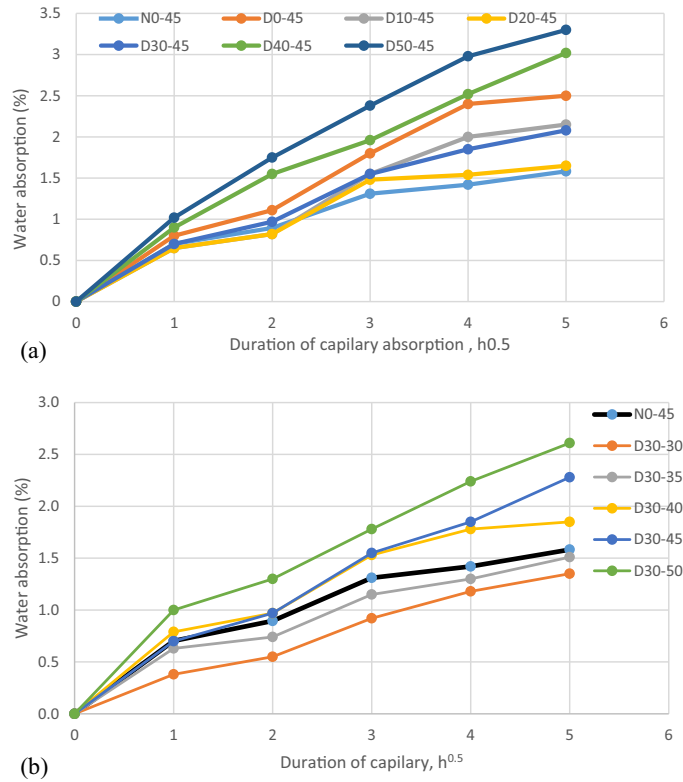 (a)
N0-45 D0-45 D10-45 D20-45
D30-45 D40-45 D50-45
Water absorption (%)
3.5
3
2.5
2
1.5
1
0.5
0
0 1 2 3 4 5 6
Duration of capilary absorption , h0.5
(b)
Water absorption (%)
3.0
2.5
2.0
1.5
1.0
0.5
0.0
0 1 2 3 4 5 6
Duration of capilary, h^0.5
N0-45
D30-30
D30-35
D30-40
D30-45
D30-50